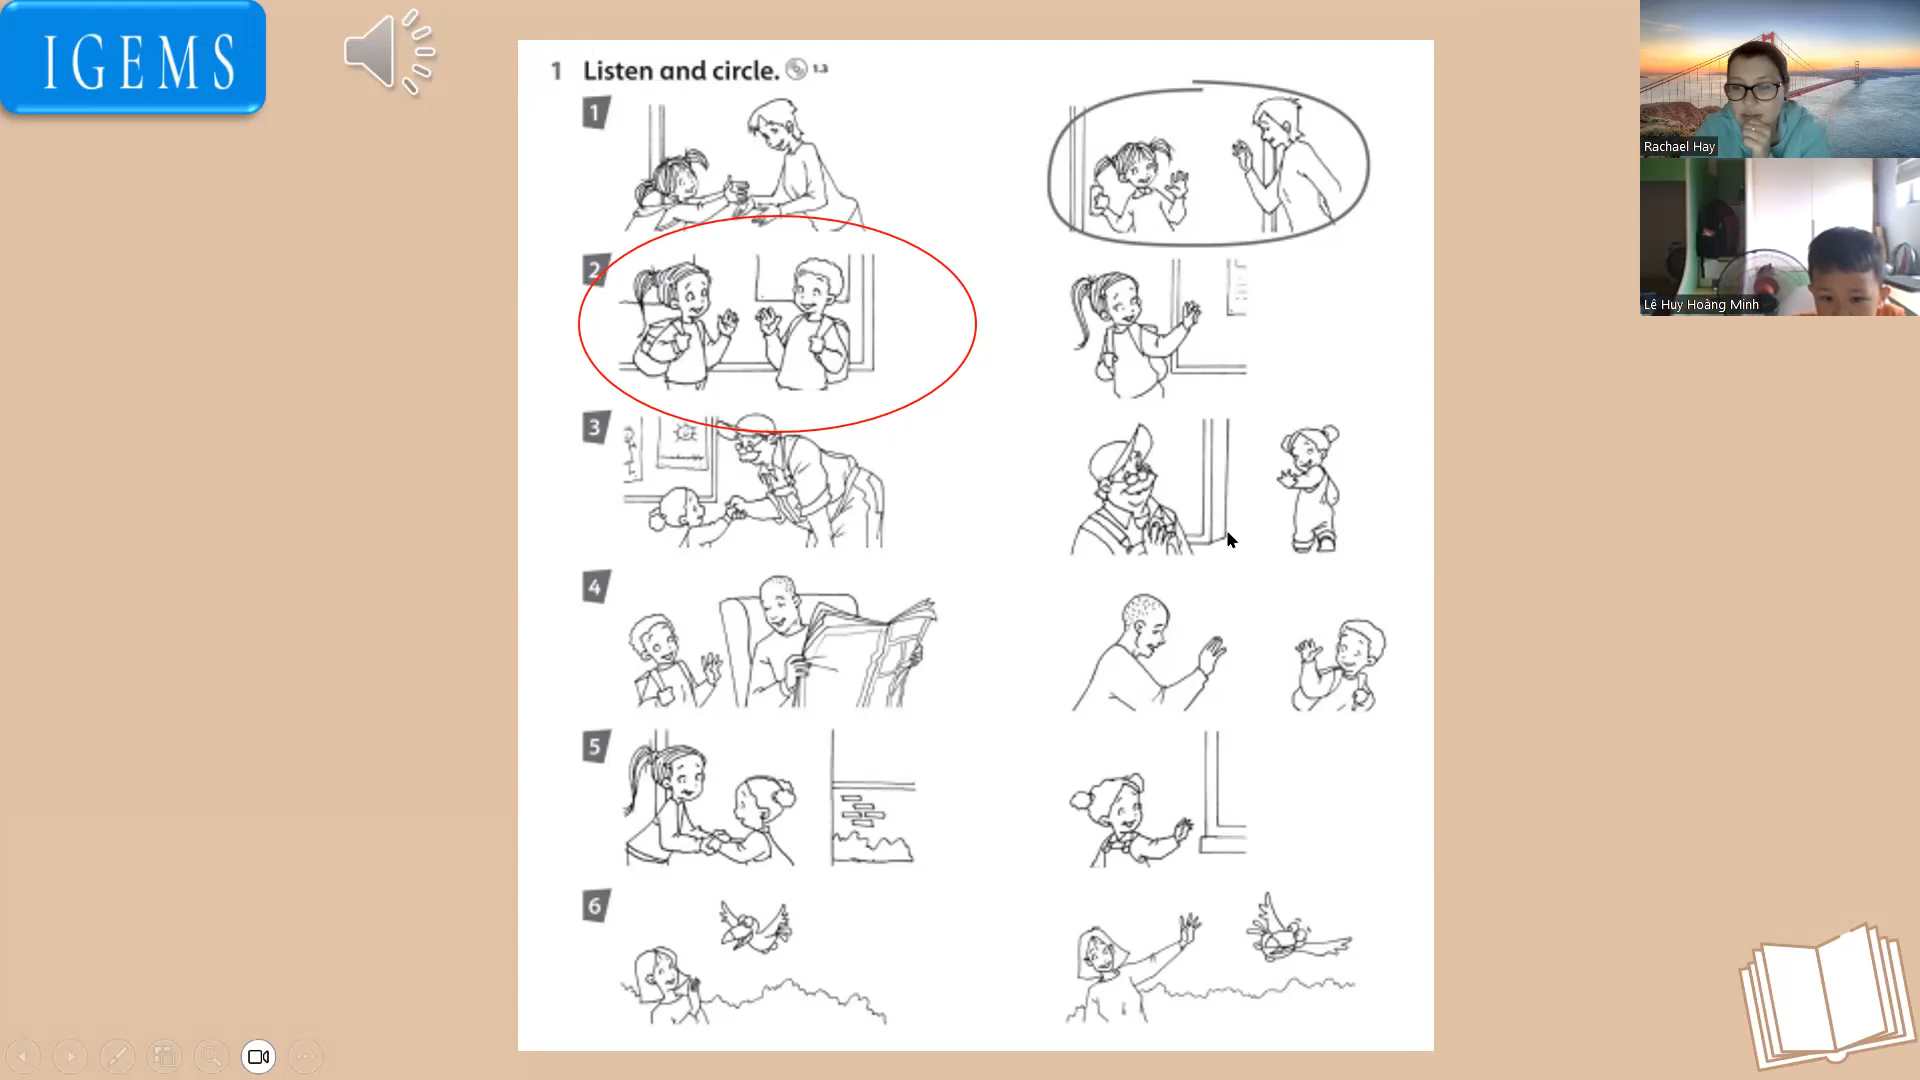 IGEMS
1 Listen and circle. 1.3
1
2
3
4
5
6
Rachael Hay
Lê Huy Hoàng Minh